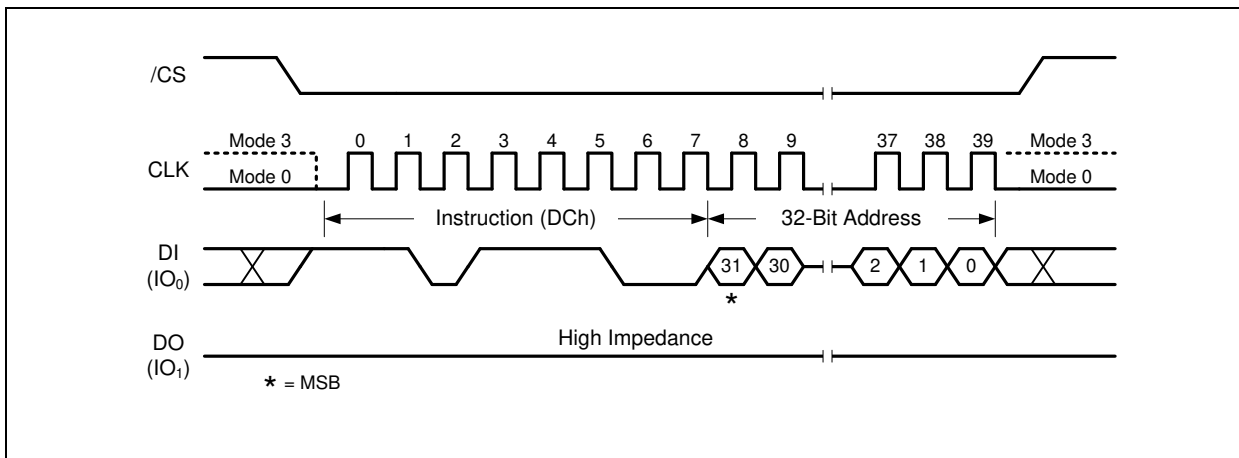 /CS
Mode 3 0 1 2 3 4 5 6 7 8 9 37 38 39 Mode 3
CLK
Mode 0 Mode 0
Instruction (DCh) 32-Bit Address
DI
(IO₀)
31 30 2 1 0
*
High Impedance
DO
(IO₁)
* = MSB